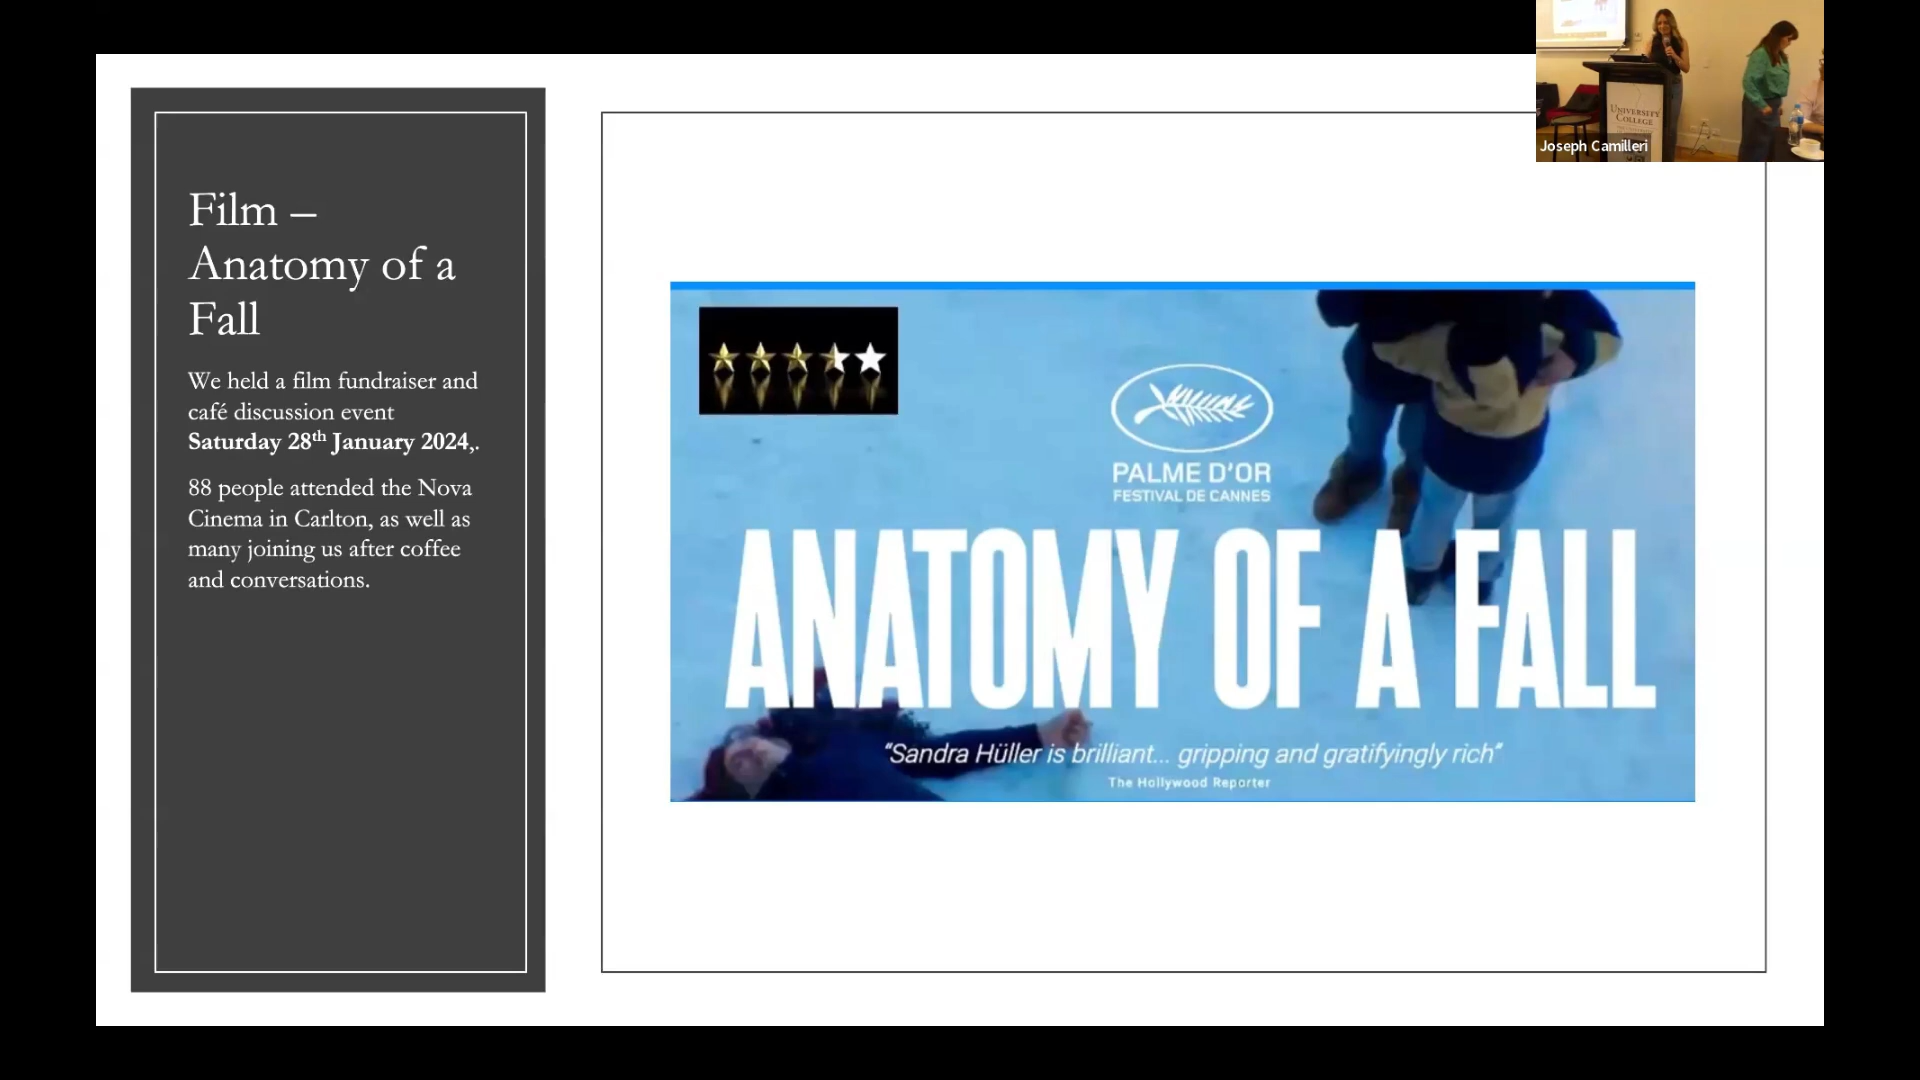 Film –
Anatomy of a
Fall
We held a film fundraiser and
café discussion event
Saturday 28th January 2024,.
88 people attended the Nova
Cinema in Carlton, as well as
many joining us after coffee
and conversations.
PALME D'OR
FESTIVAL DE CANNES
ANATOMY OF A FALL
“Sandra Hüller is brilliant... gripping and gratifyingly rich”
The Hollywood Reporter
UNIVERSITY
COLLEGE
Joseph Camilleri